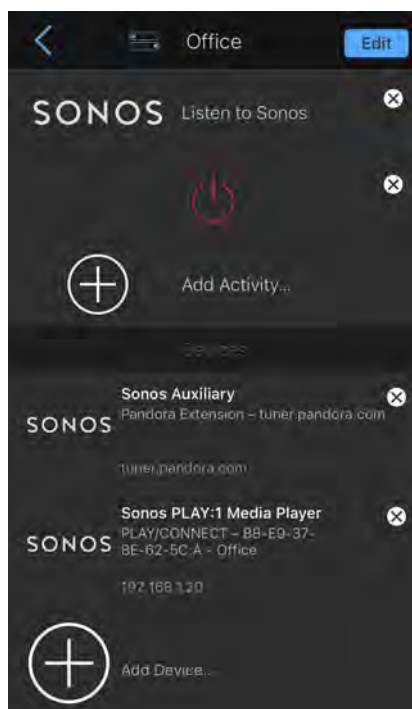 Office
Edit
SONOS Listen to Sonos
Add Activity...
Devices
Sonos Auxiliary
SONOS
Pandora Extension – tuner.pandora.com
tuner.pandora.com
Sonos PLAY:1 Media Player
SONOS
PLAY/CONNECT – B8-E9-37-
BE-62-5C:A - Office
192.168.1.20
Add Device...